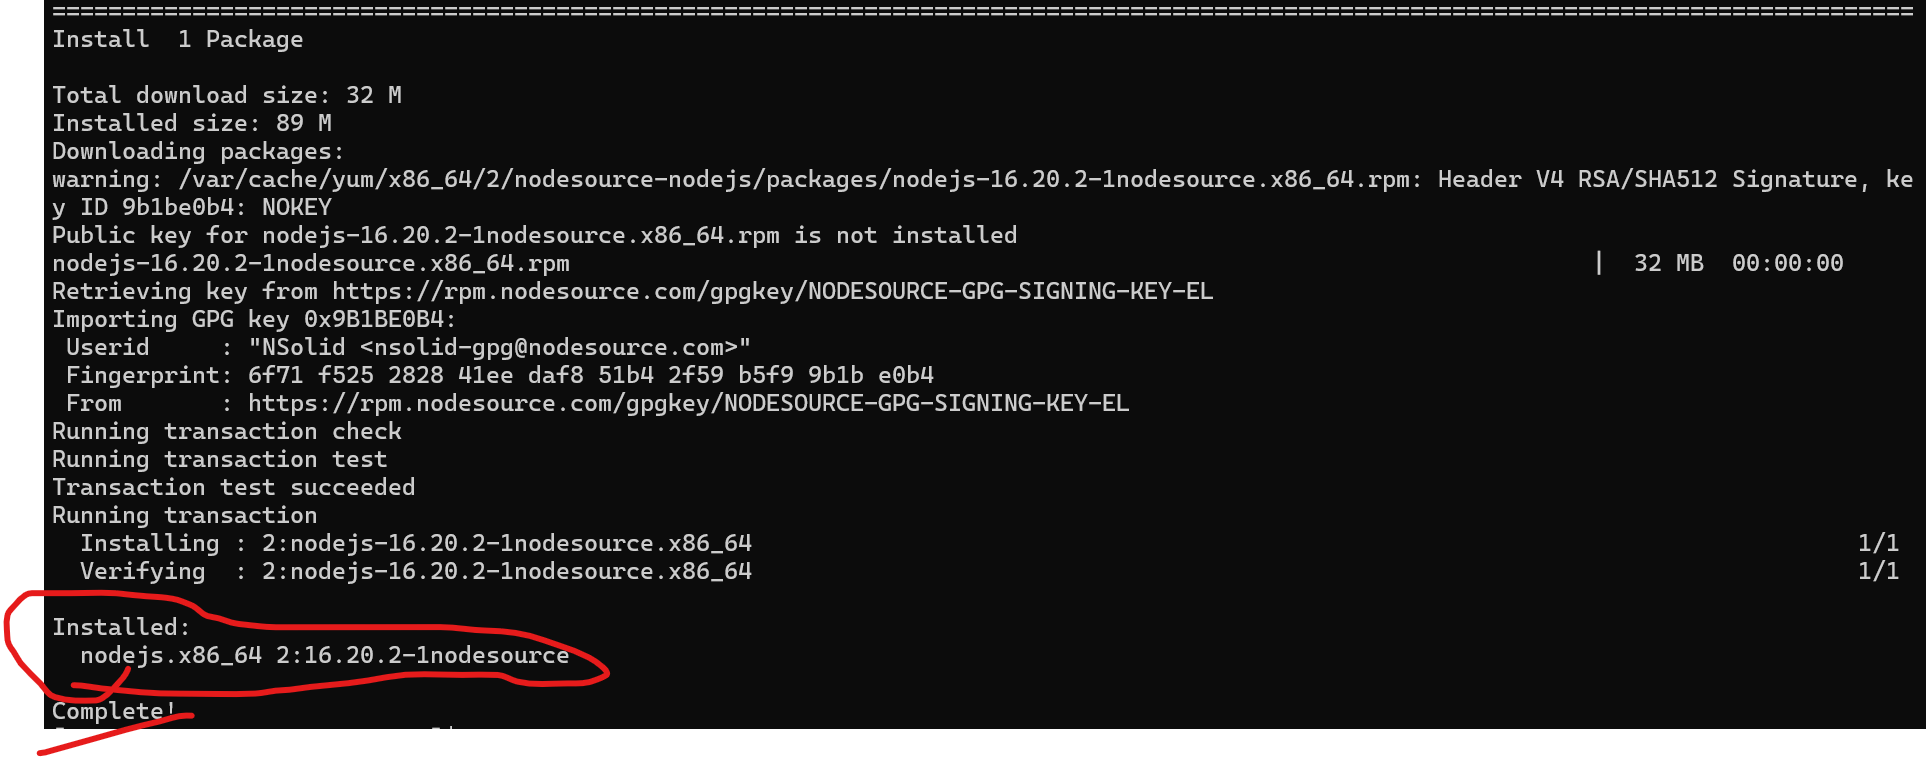 ================================================================================================================================
Install  1 Package
Total download size: 32 M
Installed size: 89 M
Downloading packages:
warning: /var/cache/yum/x86_64/2/nodesource-nodejs/packages/nodejs-16.20.2-1nodesource.x86_64.rpm: Header V4 RSA/SHA512 Signature, ke
y ID 9b1be0b4: NOKEY
Public key for nodejs-16.20.2-1nodesource.x86_64.rpm is not installed
nodejs-16.20.2-1nodesource.x86_64.rpm | 32 MB 00:00:00
Retrieving key from https://rpm.nodesource.com/gpgkey/NODESOURCE-GPG-SIGNING-KEY-EL
Importing GPG key 0x9B1BE0B4:
 Userid     : "NSolid <nsolid-gpg@nodesource.com>"
 Fingerprint: 6f71 f525 2828 41ee daf8 51b4 2f59 b5f9 9b1b e0b4
 From       : https://rpm.nodesource.com/gpgkey/NODESOURCE-GPG-SIGNING-KEY-EL
Running transaction check
Running transaction test
Transaction test succeeded
Running transaction
  Installing : 2:nodejs-16.20.2-1nodesource.x86_64 1/1
  Verifying  : 2:nodejs-16.20.2-1nodesource.x86_64 1/1
Installed:
  nodejs.x86_64 2:16.20.2-1nodesource
Complete!